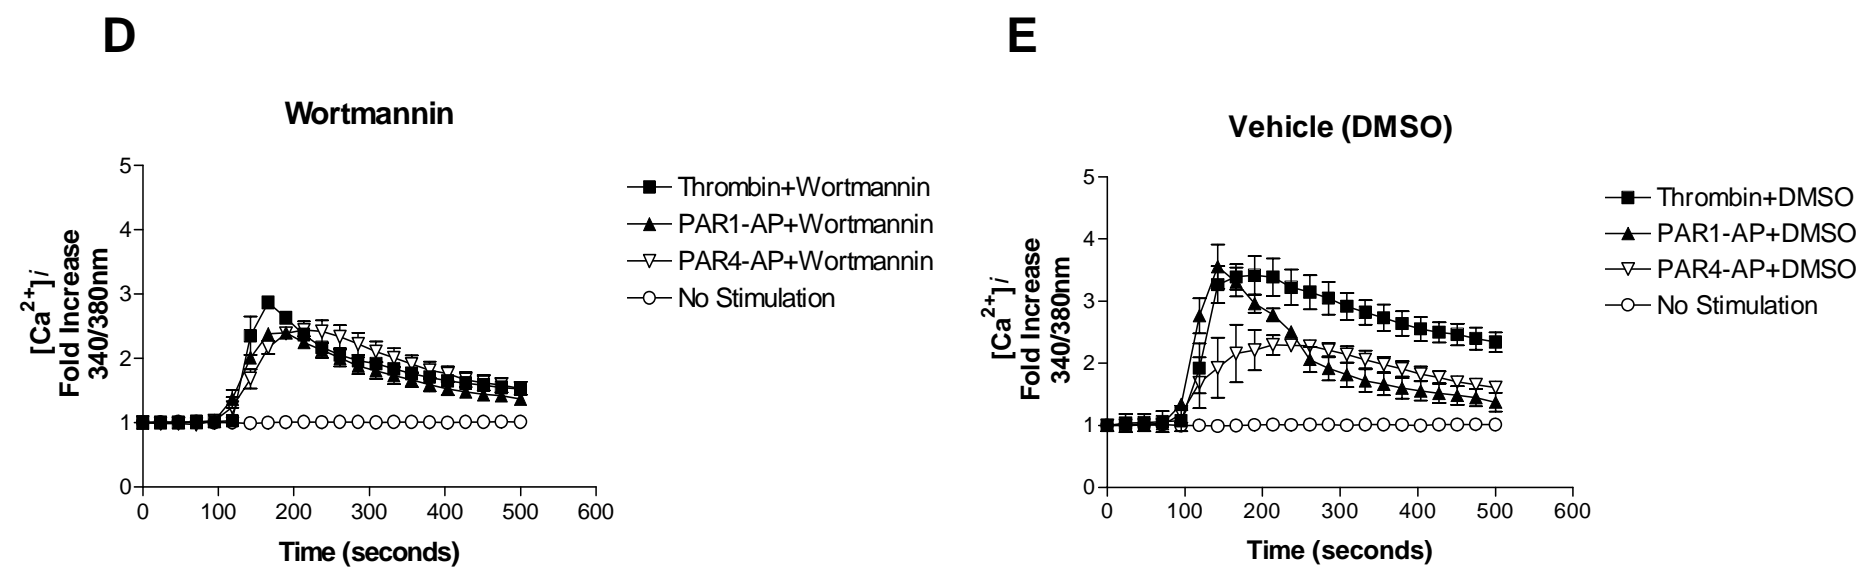 D
Wortmannin
[Ca2+]i
Fold Increase
340/380nm
5
4
3
2
1
0
0 100 200 300 400 500 600
Time (seconds)
Thrombin+Wortmannin
PAR1-AP+Wortmannin
PAR4-AP+Wortmannin
No Stimulation
E
Vehicle (DMSO)
[Ca2+]i
Fold Increase
340/380nm
5
4
3
2
1
0
0 100 200 300 400 500 600
Time (seconds)
Thrombin+DMSO
PAR1-AP+DMSO
PAR4-AP+DMSO
No Stimulation